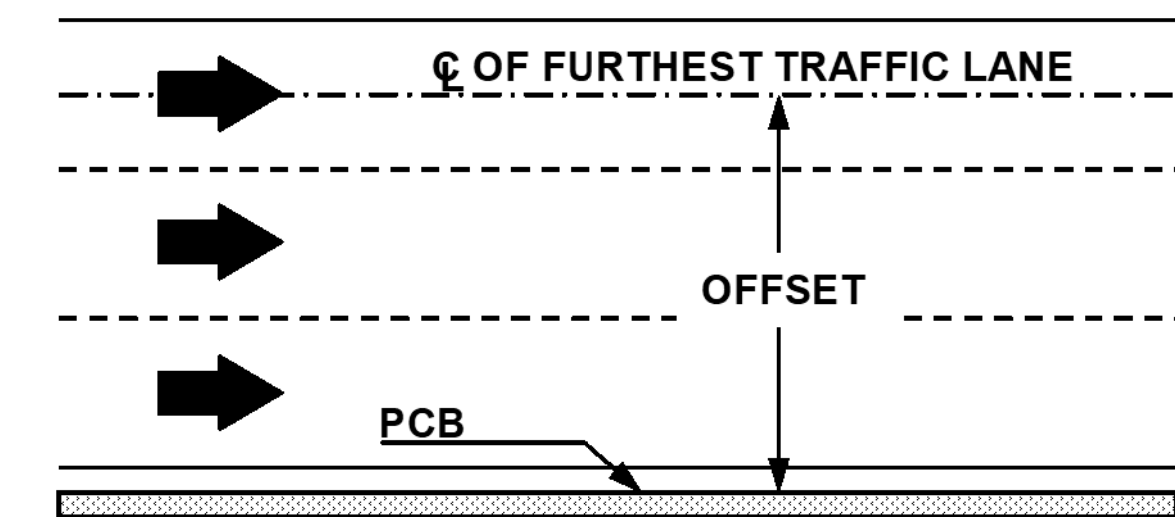 ℄ OF FURTHEST TRAFFIC LANE
OFFSET
PCB